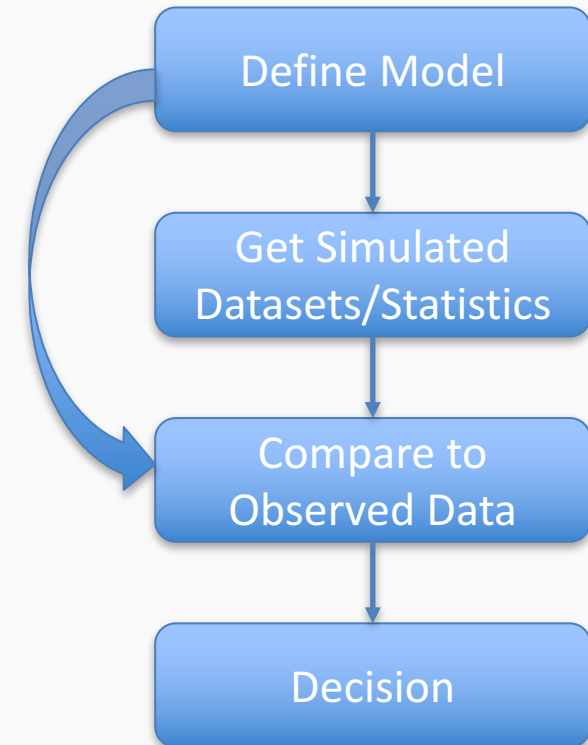 Define Model
Get Simulated
Datasets/Statistics
Compare to
Observed Data
Decision